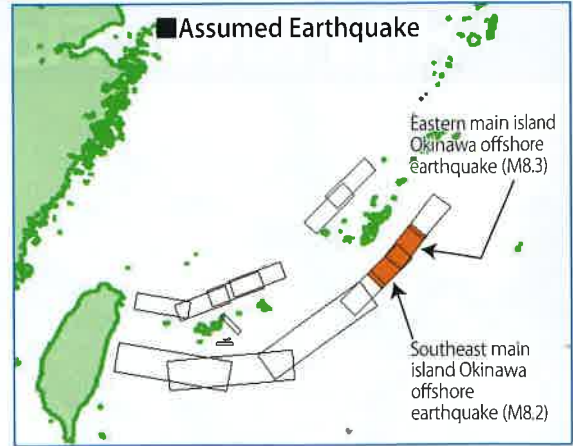 ■Assumed Earthquake
Eastern main island
Okinawa offshore
earthquake (M8.3)
Southeast main
island Okinawa
offshore
earthquake (M8.2)